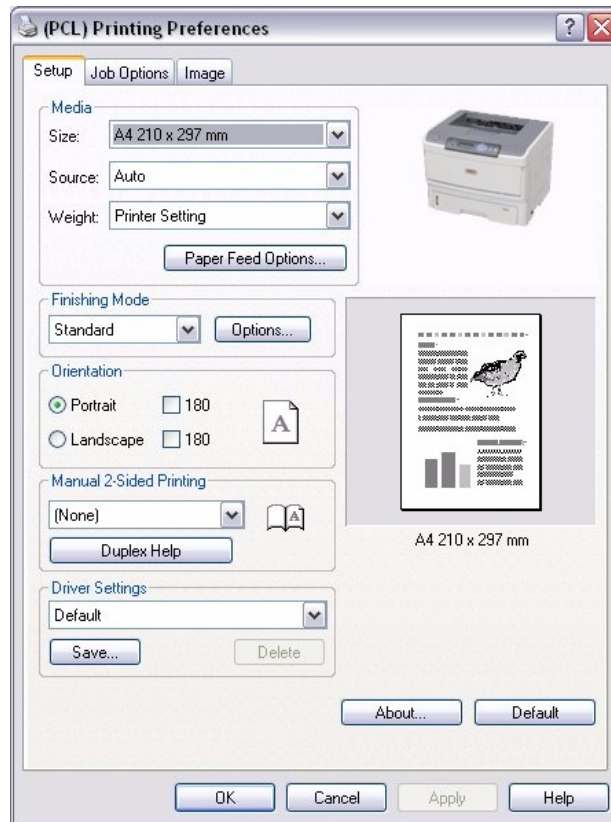 (PCL) Printing Preferences
Setup Job Options Image
Media
Size: A4 210 x 297 mm
Source: Auto
Weight: Printer Setting
Paper Feed Options...
Finishing Mode
Standard Options...
Orientation
Portrait 180
A
Landscape 180
Manual 2-Sided Printing
(None) A
Duplex Help
A4 210 x 297 mm
Driver Settings
Default
Save... Delete
About... Default
OK Cancel Apply Help